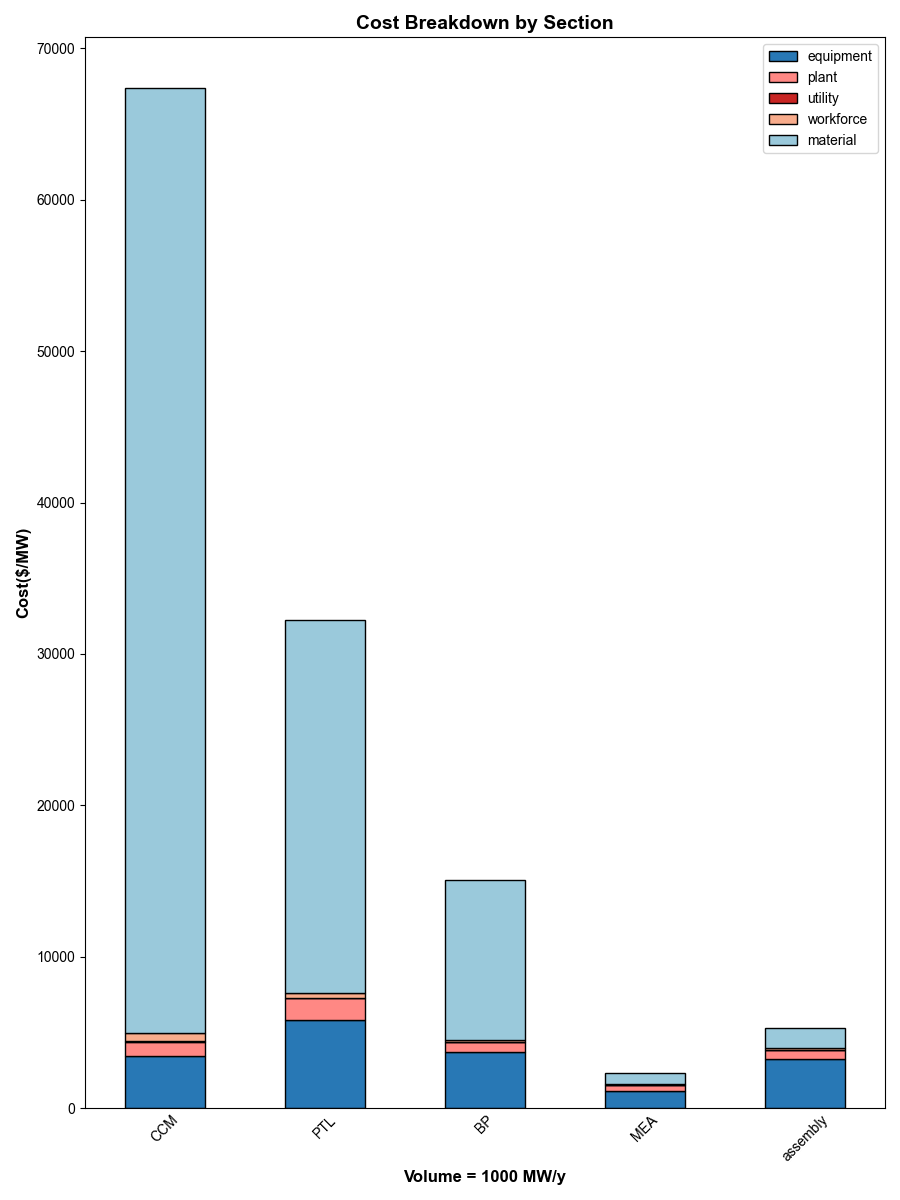 Cost Breakdown by Section
equipment
plant
utility
workforce
material
70000
60000
50000
40000
30000
20000
10000
0
Cost($/MW)
CCM
PTL
BP
MEA
assembly
Volume = 1000 MW/y